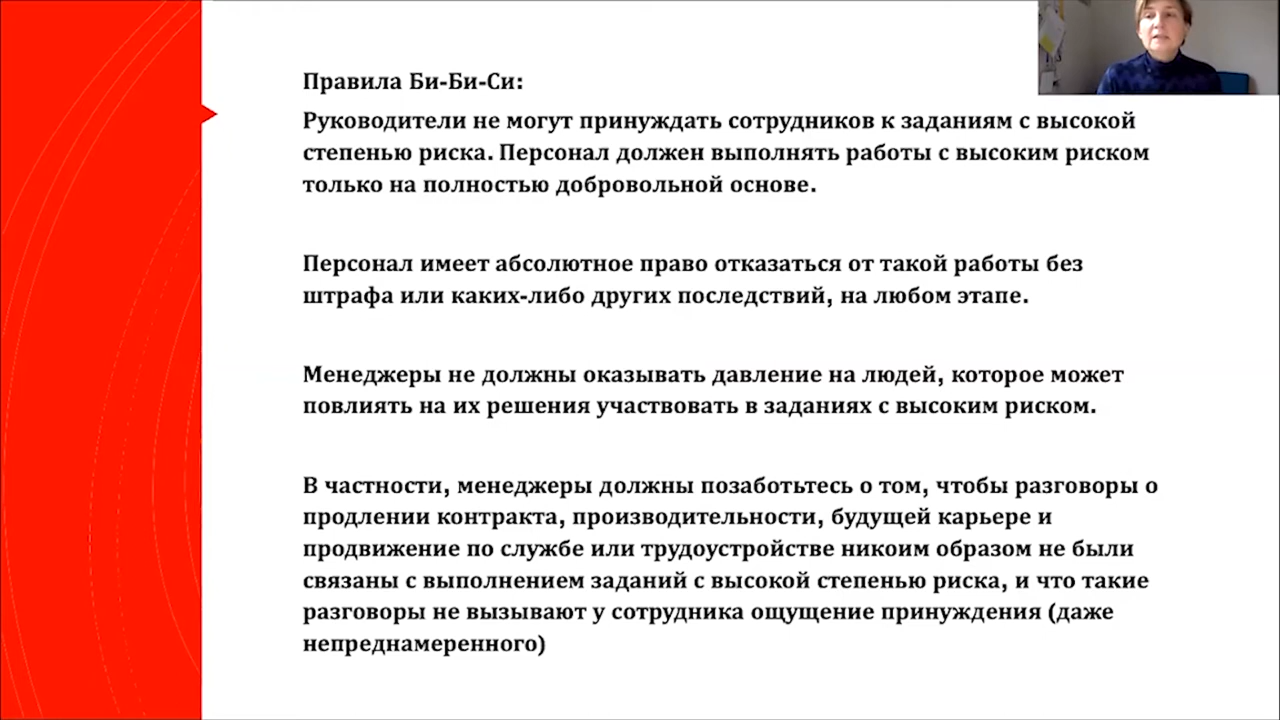 Правила Би-Би-Си:
Руководители не могут принуждать сотрудников к заданиям с высокой
степенью риска. Персонал должен выполнять работы с высоким риском
только на полностью добровольной основе.
Персонал имеет абсолютное право отказаться от такой работы без
штрафа или каких-либо других последствий, на любом этапе.
Менеджеры не должны оказывать давление на людей, которое может
повлиять на их решения участвовать в заданиях с высоким риском.
В частности, менеджеры должны позаботьтесь о том, чтобы разговоры о
продлении контракта, производительности, будущей карьере и
продвижение по службе или трудоустройстве никоим образом не были
связаны с выполнением заданий с высокой степенью риска, и что такие
разговоры не вызывают у сотрудника ощущение принуждения (даже
непреднамеренного)